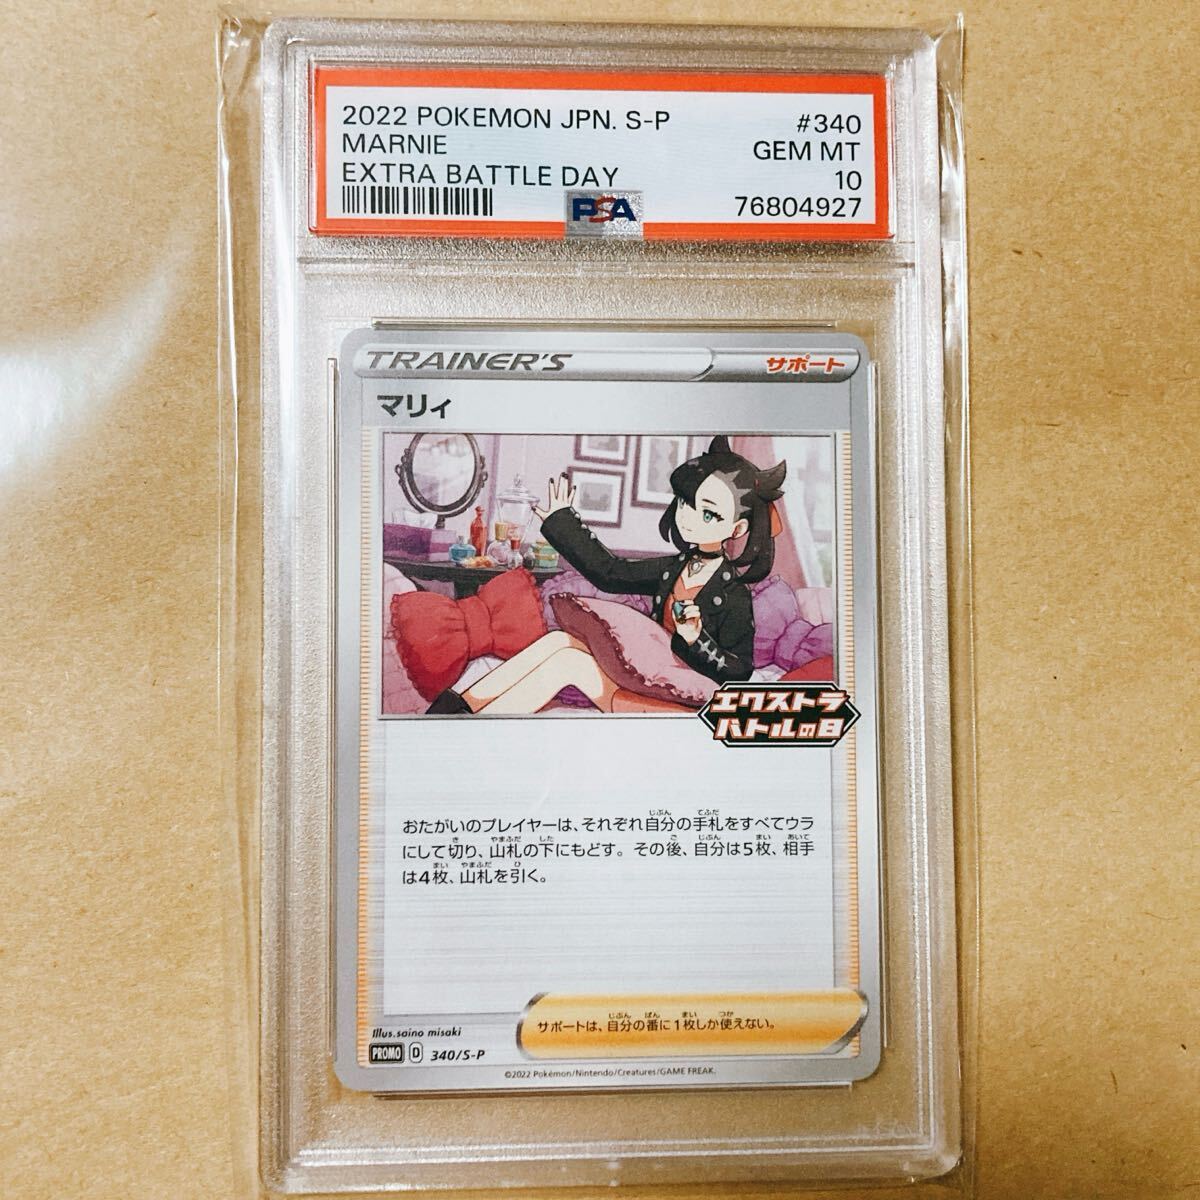 2022 POKEMON JPN. S-P #340
MARNIE GEM MT
EXTRA BATTLE DAY 10
PSA 76804927
TRAINER'S サポート
マリィ
エクストラ
バトルの日
おたがいのプレイヤーは、それぞれ自分の手札をすべてウラ
にして切り、山札の下にもどす。その後、自分は5枚、相手
は4枚、山札を引く。
サポートは、自分の番に1枚しか使えない。
Illus. saino misaki
PROMO D 340/S-P
©2022 Pokémon/Nintendo/Creatures/GAME FREAK.